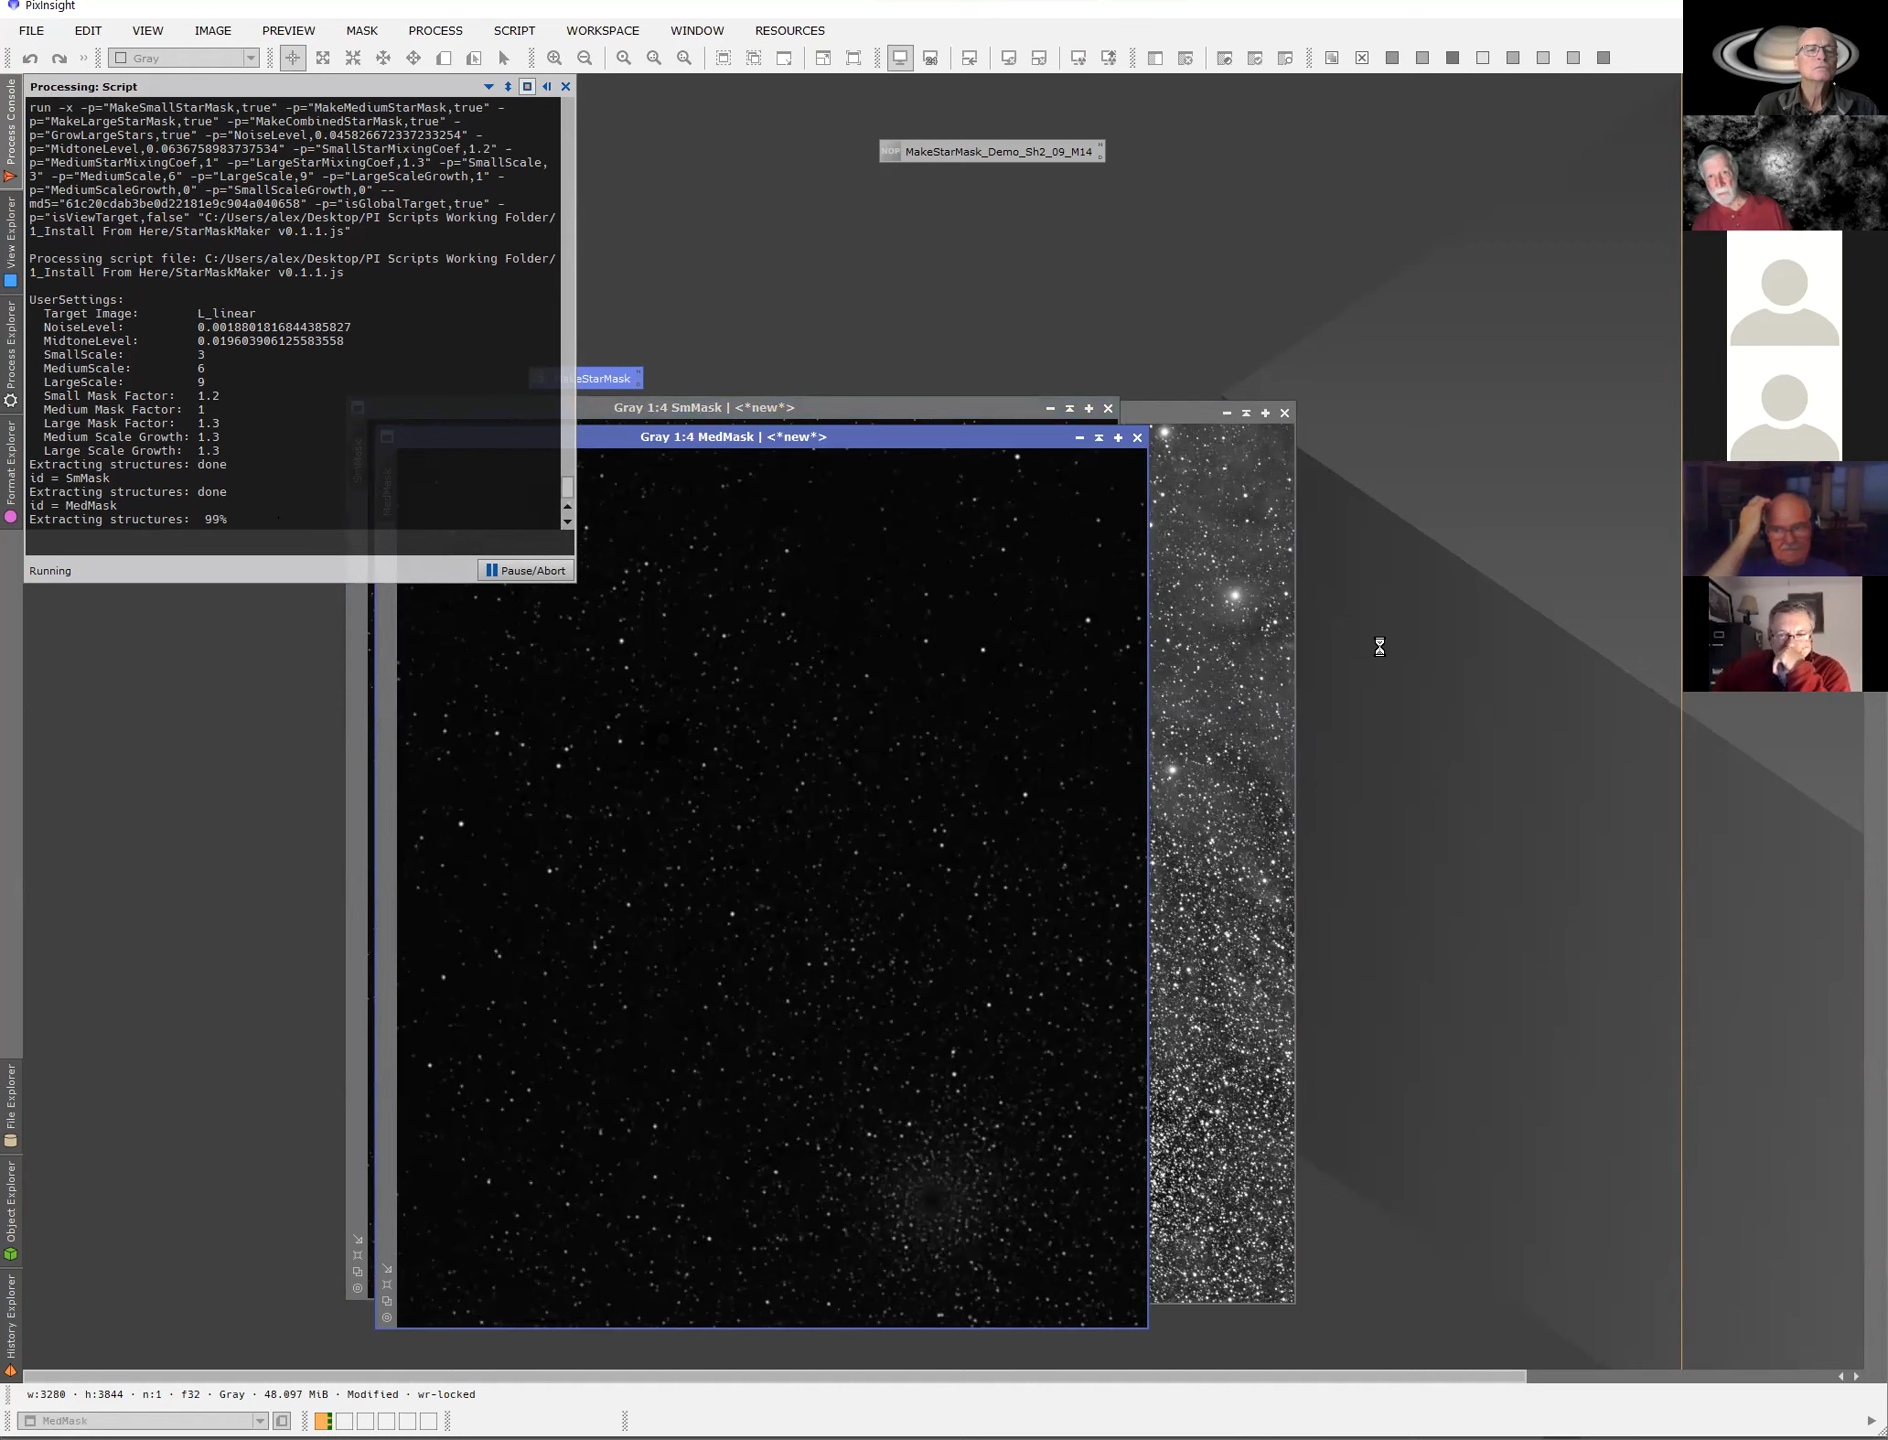 PixInsight
FILE EDIT VIEW IMAGE PREVIEW MASK PROCESS SCRIPT WORKSPACE WINDOW RESOURCES
Gray
Processing: Script
run -x -p="MakeSmallStarMask,true" -p="MakeMediumStarMask,true" -
p="MakeLargeStarMask,true" -p="MakeCombinedStarMask,true" -
p="GrowLargeStars,true" -p="NoiseLevel,0.045826672337233254" -
p="MidtoneLevel,0.0636758983737534" -p="SmallStarMixingCoef,1.2" -
p="MediumStarMixingCoef,1" -p="LargeStarMixingCoef,1.3" -p="SmallScale,
3" -p="MediumScale,6" -p="LargeScale,9" -p="LargeScaleGrowth,1" -
p="MediumScaleGrowth,0" -p="SmallScaleGrowth,0" --
md5="61c20cdab3be0d22181e9c904a040658" -p="isGlobalTarget,true" -
p="isViewTarget,false" "C:/Users/alex/Desktop/PI Scripts Working Folder/
1_Install From Here/StarMaskMaker v0.1.1.js"
Processing script file: C:/Users/alex/Desktop/PI Scripts Working Folder/
1_Install From Here/StarMaskMaker v0.1.1.js
UserSettings:
Target Image: L_linear
NoiseLevel: 0.0018801816844385827
MidtoneLevel: 0.019603906125583558
SmallScale: 3
MediumScale: 6
LargeScale: 9
Small Mask Factor: 1.2
Medium Mask Factor: 1
Large Mask Factor: 1.3
Medium Scale Growth: 1.3
Large Scale Growth: 1.3
Extracting structures: done
id = SmMask
Extracting structures: done
id = MedMask
Extracting structures: 99%
Running
Pause/Abort
NOP MakeStarMask_Demo_Sh2_09_M14
MakeStarMask
Gray 1:4 SmMask | <*new*>
Gray 1:4 MedMask | <*new*>
SmMask
MedMask
Process Console
View Explorer
Process Explorer
Format Explorer
File Explorer
Object Explorer
History Explorer
w:3280 · h:3844 · n:1 · f32 · Gray · 48.097 MiB · Modified · wr-locked
MedMask